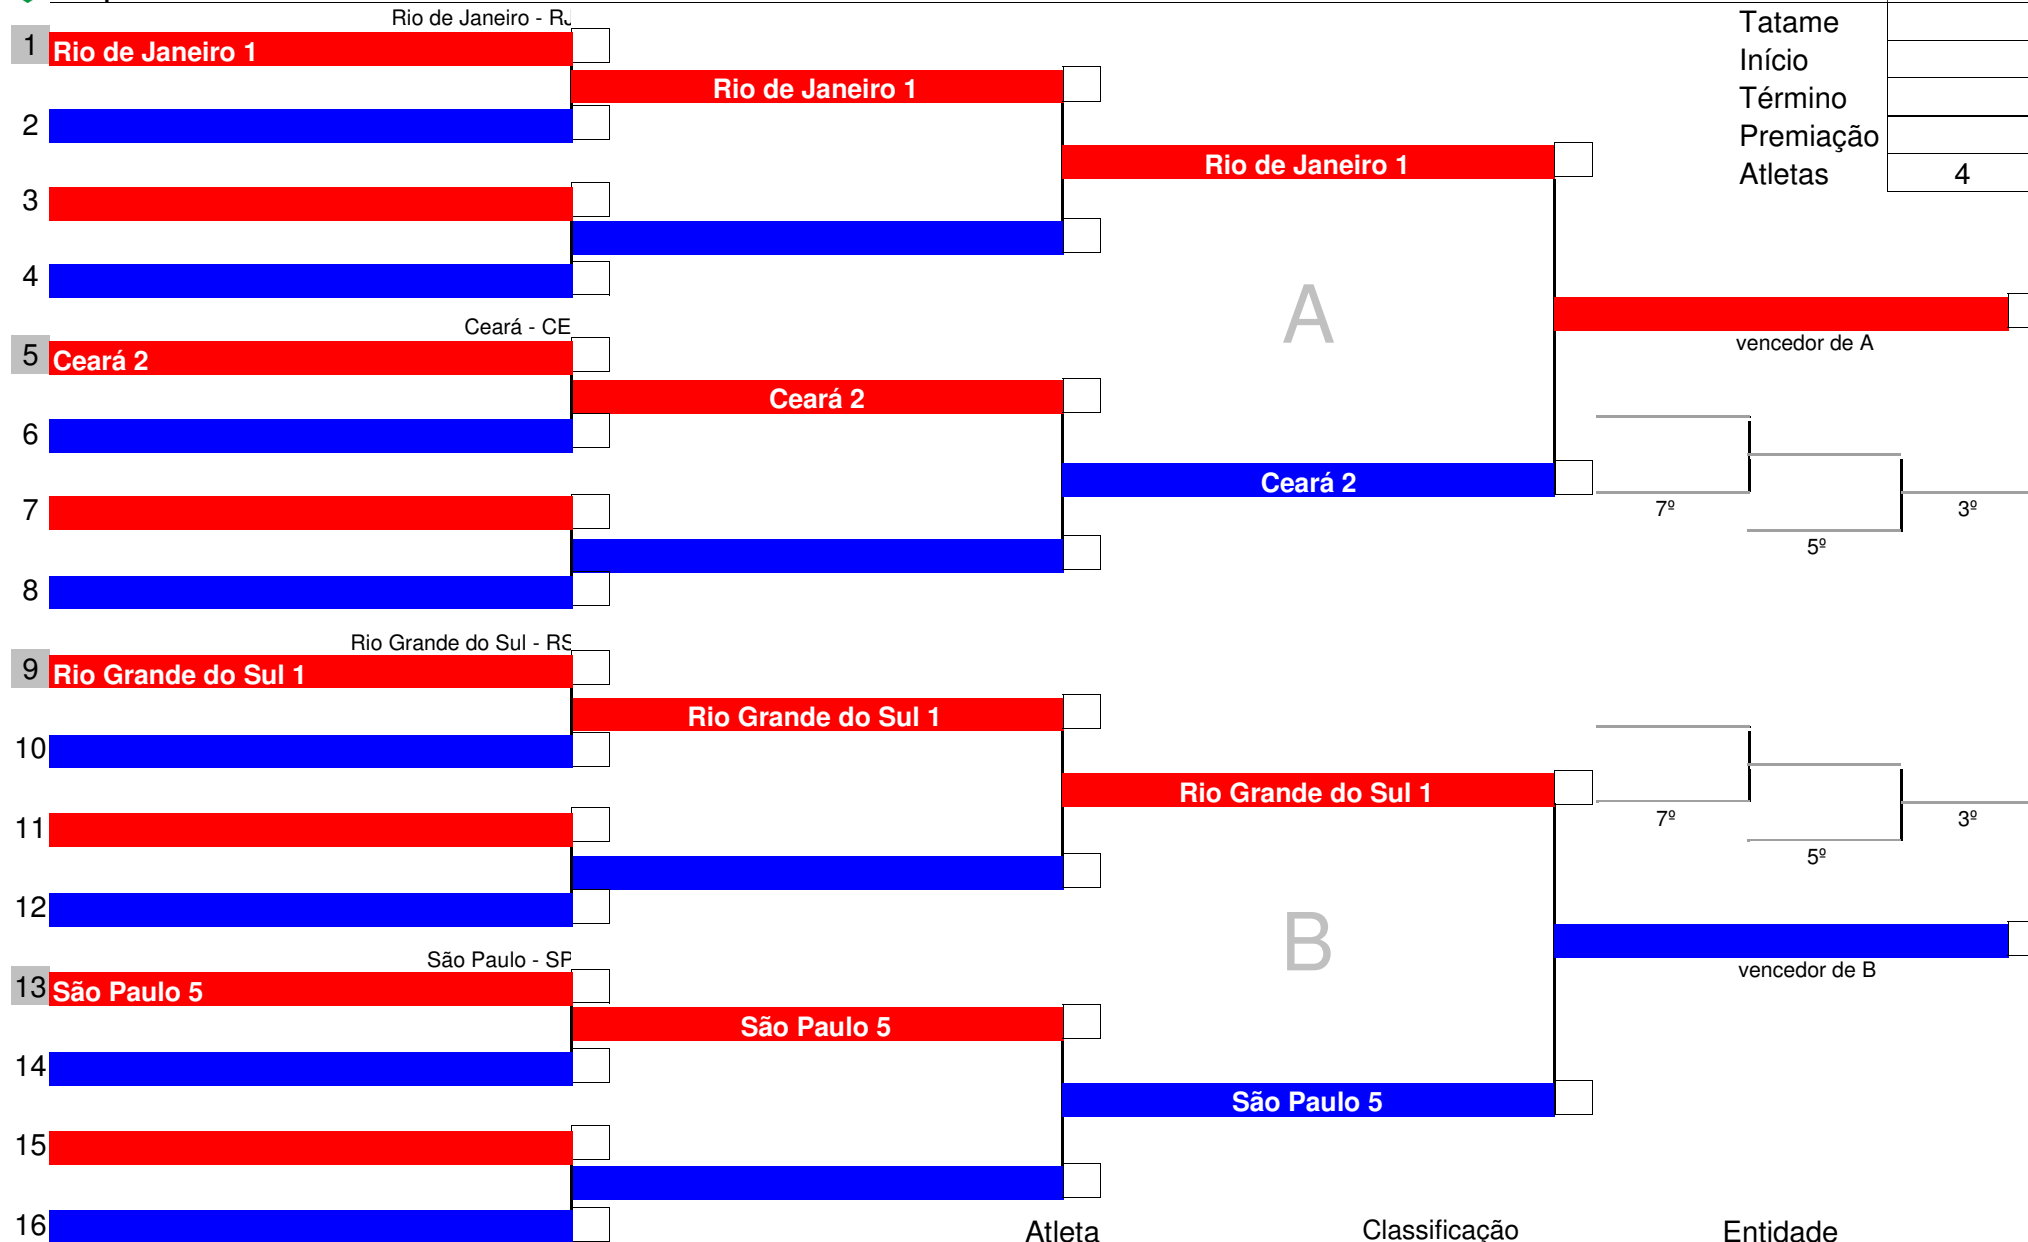 Rio de Janeiro - RJ
Tatame
1 Rio de Janeiro 1
Início
Rio de Janeiro 1
Término
2
Premiação
Rio de Janeiro 1
Atletas 4
3
4
A
Ceará - CE
vencedor de A
5 Ceará 2
Ceará 2
6
Ceará 2
7
7º 3º
5º
8
Rio Grande do Sul - RS
9 Rio Grande do Sul 1
Rio Grande do Sul 1
10
Rio Grande do Sul 1
7º 3º
11
5º
12
B
São Paulo - SP
vencedor de B
13 São Paulo 5
São Paulo 5
14
São Paulo 5
15
16
Atleta Classificação Entidade